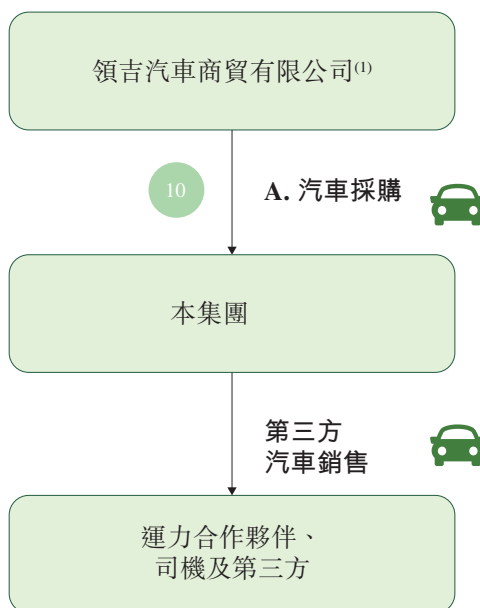 領吉汽車商貿有限公司(1)
10
A. 汽車採購
本集團
第三方
汽車銷售
運力合作夥伴、
司機及第三方